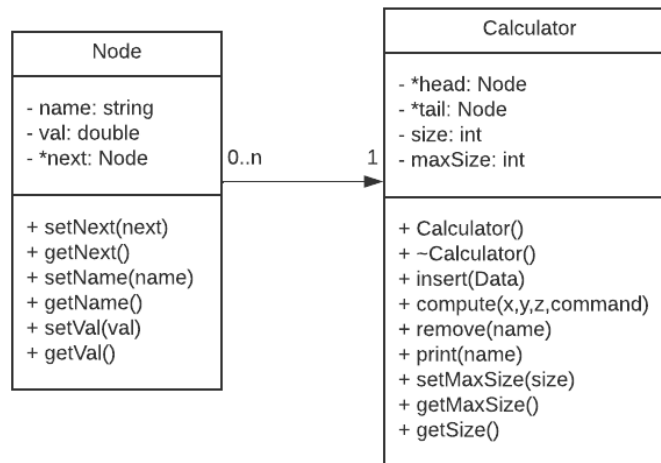 Node
- name: string
- val: double
- *next: Node
+ setNext(next)
+ getNext()
+ setName(name)
+ getName()
+ setVal(val)
+ getVal()
0..n
1
Calculator
- *head: Node
- *tail: Node
- size: int
- maxSize: int
+ Calculator()
+ ~Calculator()
+ insert(Data)
+ compute(x,y,z,command)
+ remove(name)
+ print(name)
+ setMaxSize(size)
+ getMaxSize()
+ getSize()